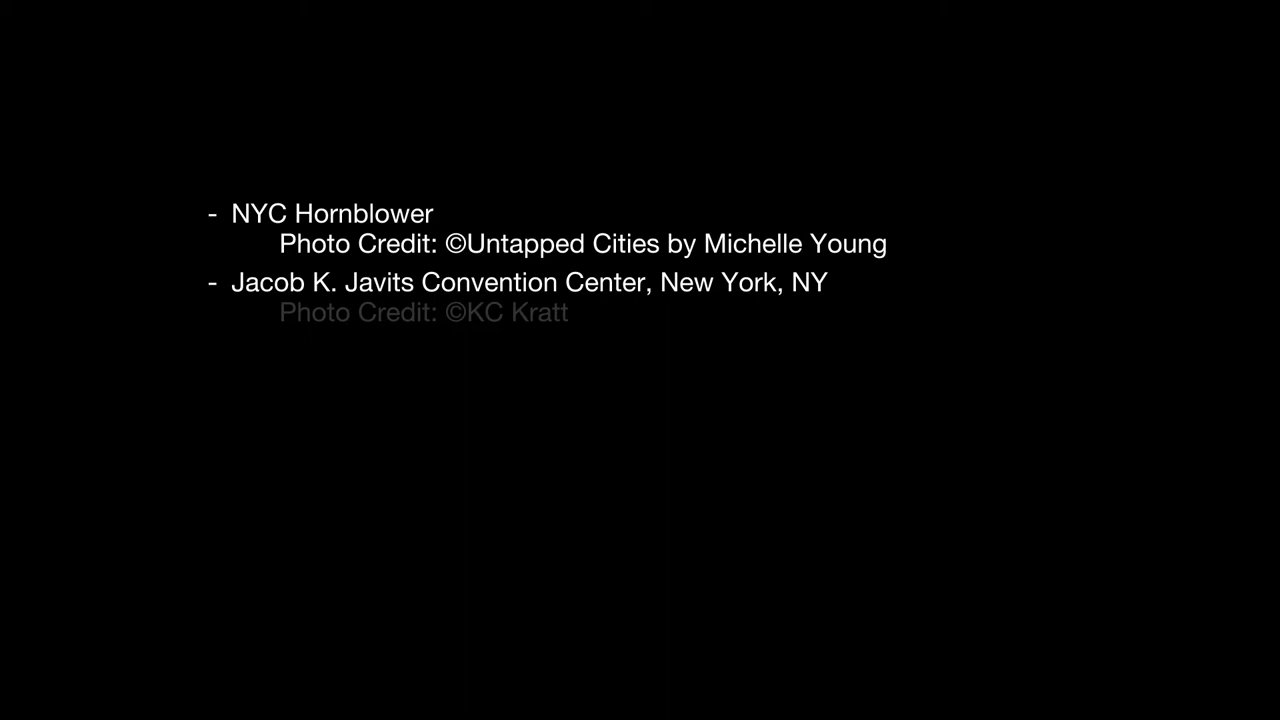 - NYC Hornblower
Photo Credit: ©Untapped Cities by Michelle Young
- Jacob K. Javits Convention Center, New York, NY
Photo Credit: ©KC Kratt